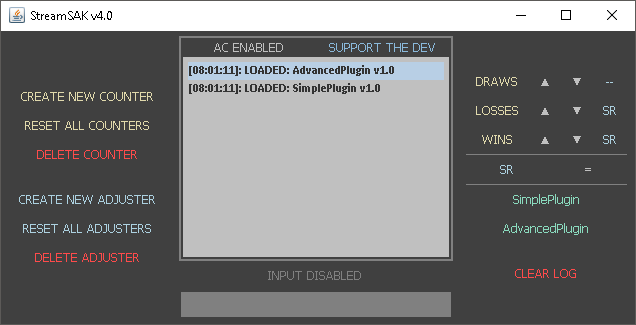 StreamSAK v4.0
AC ENABLED SUPPORT THE DEV
[08:01:11]: LOADED: AdvancedPlugin v1.0
[08:01:11]: LOADED: SimplePlugin v1.0
CREATE NEW COUNTER
RESET ALL COUNTERS
DELETE COUNTER
CREATE NEW ADJUSTER
RESET ALL ADJUSTERS
DELETE ADJUSTER
INPUT DISABLED
DRAWS ▲ ▼ --
LOSSES ▲ ▼ SR
WINS ▲ ▼ SR
SR =
SimplePlugin
AdvancedPlugin
CLEAR LOG